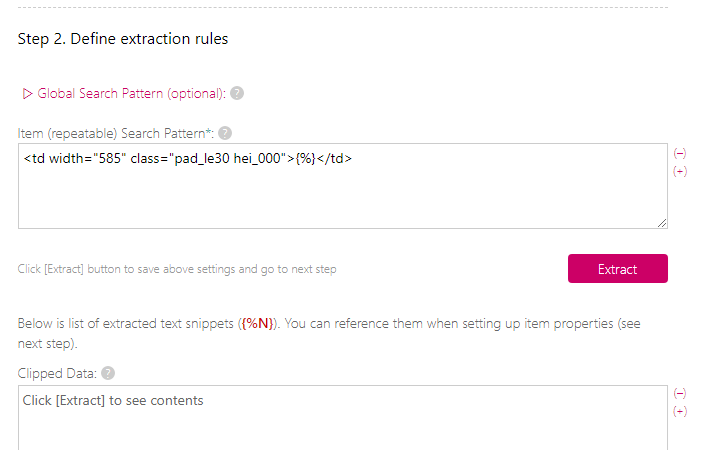 Step 2. Define extraction rules
▷ Global Search Pattern (optional): ?
Item (repeatable) Search Pattern*: ?
<td width="585" class="pad_le30 hei_000">{%}</td>
(−)
(+)
Click [Extract] button to save above settings and go to next step
Extract
Below is list of extracted text snippets ({%N}). You can reference them when setting up item properties (see
next step).
Clipped Data: ?
Click [Extract] to see contents
(−)
(+)